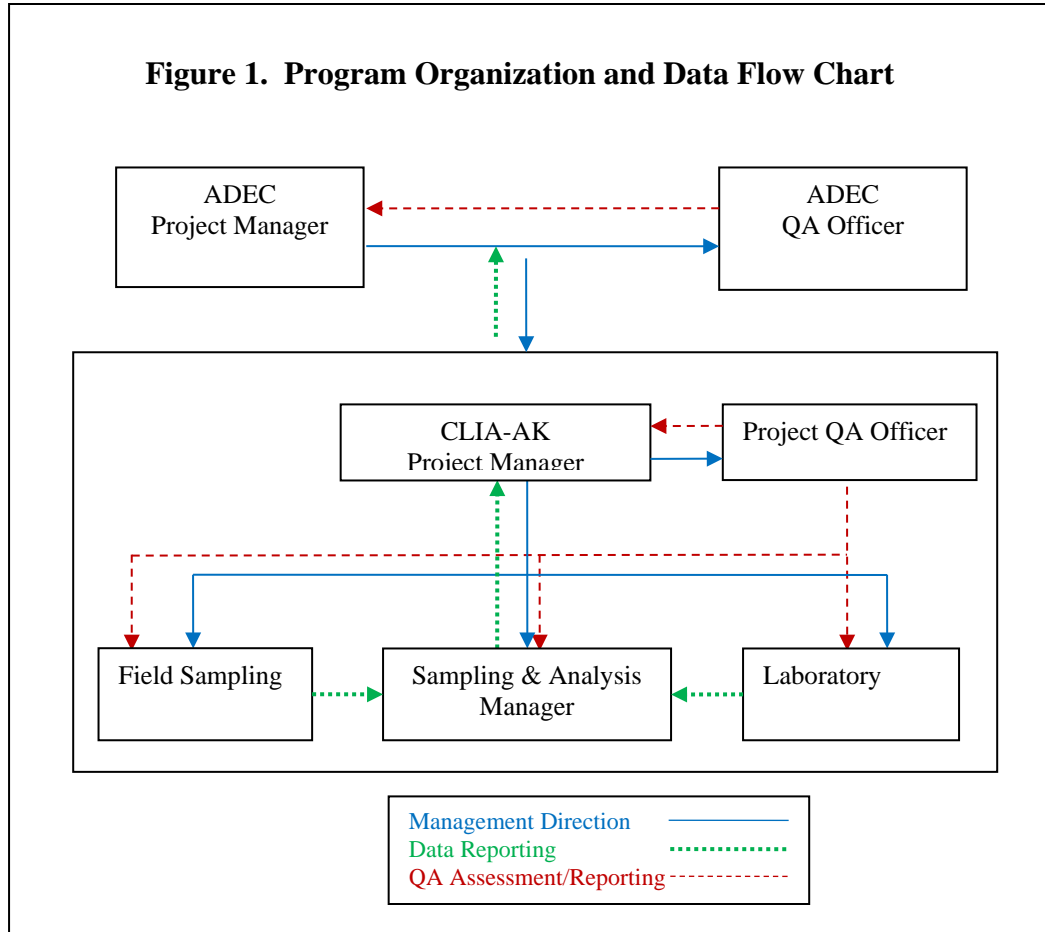 Figure 1.  Program Organization and Data Flow Chart
ADEC
Project Manager
ADEC
QA Officer
CLIA-AK
Project Manager
Project QA Officer
Field Sampling
Sampling & Analysis
Manager
Laboratory
Management Direction
Data Reporting
QA Assessment/Reporting